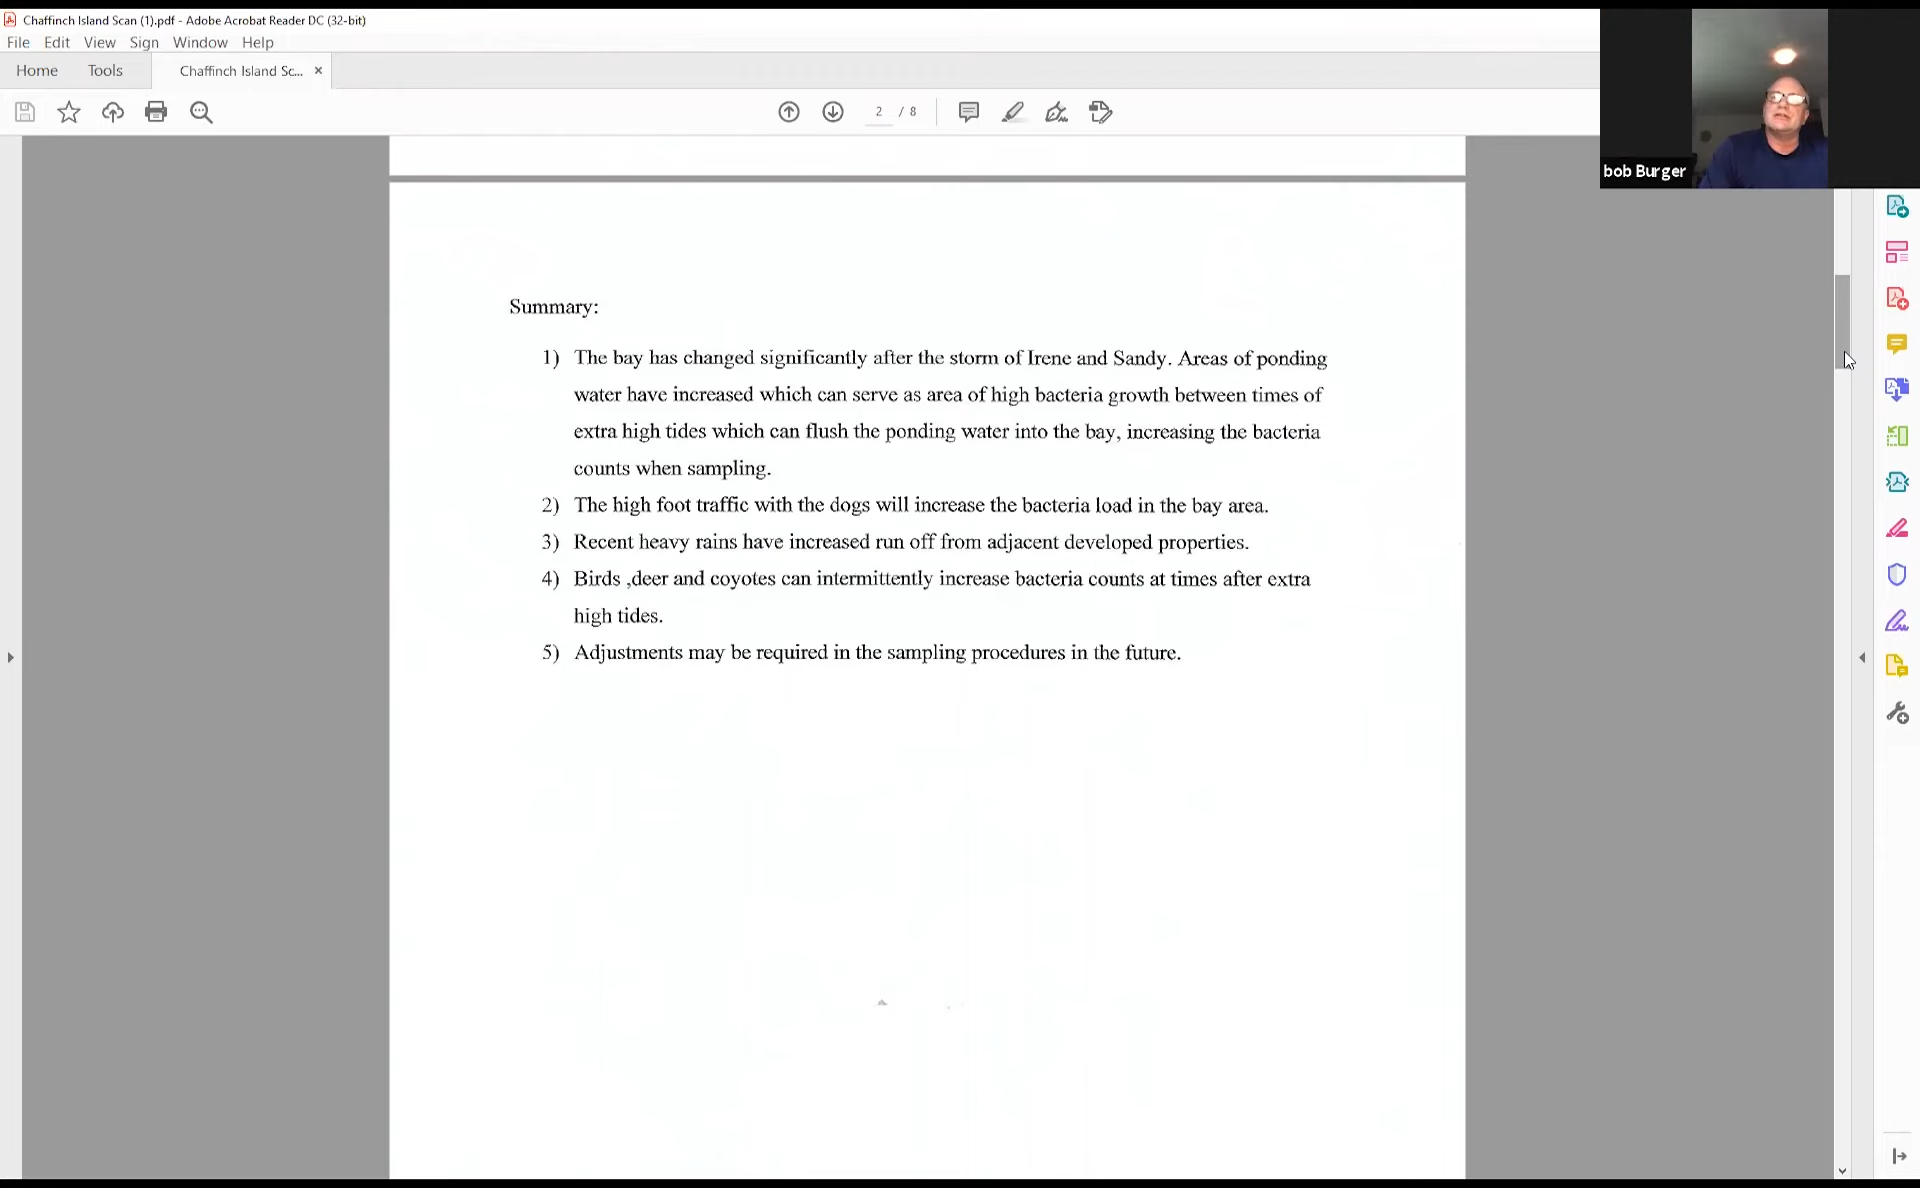 Chaffinch Island Scan (1).pdf - Adobe Acrobat Reader DC (32-bit)
File Edit View Sign Window Help
Home Tools Chaffinch Island Sc... ×
2 / 8
bob Burger
Summary:
1) The bay has changed significantly after the storm of Irene and Sandy. Areas of ponding
water have increased which can serve as area of high bacteria growth between times of
extra high tides which can flush the ponding water into the bay, increasing the bacteria
counts when sampling.
2) The high foot traffic with the dogs will increase the bacteria load in the bay area.
3) Recent heavy rains have increased run off from adjacent developed properties.
4) Birds ,deer and coyotes can intermittently increase bacteria counts at times after extra
high tides.
5) Adjustments may be required in the sampling procedures in the future.